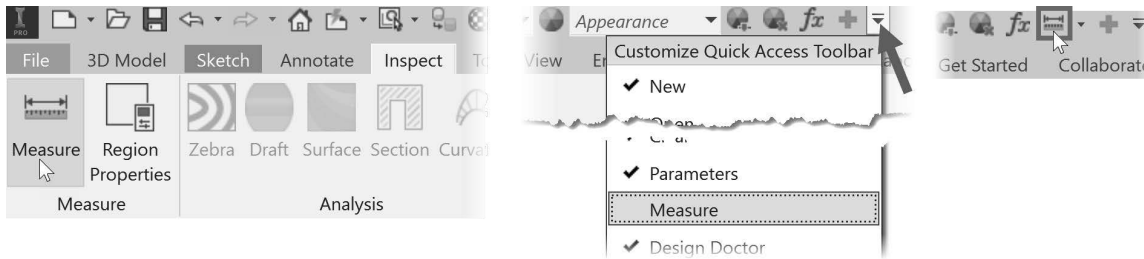 PRO
File 3D Model Sketch Annotate Inspect
Measure Region Properties
Zebra Draft Surface Section
Measure Analysis
Appearance fx
View
Customize Quick Access Toolbar
New
Open
Parameters
Measure
Design Doctor
fx
Get Started Collaborate